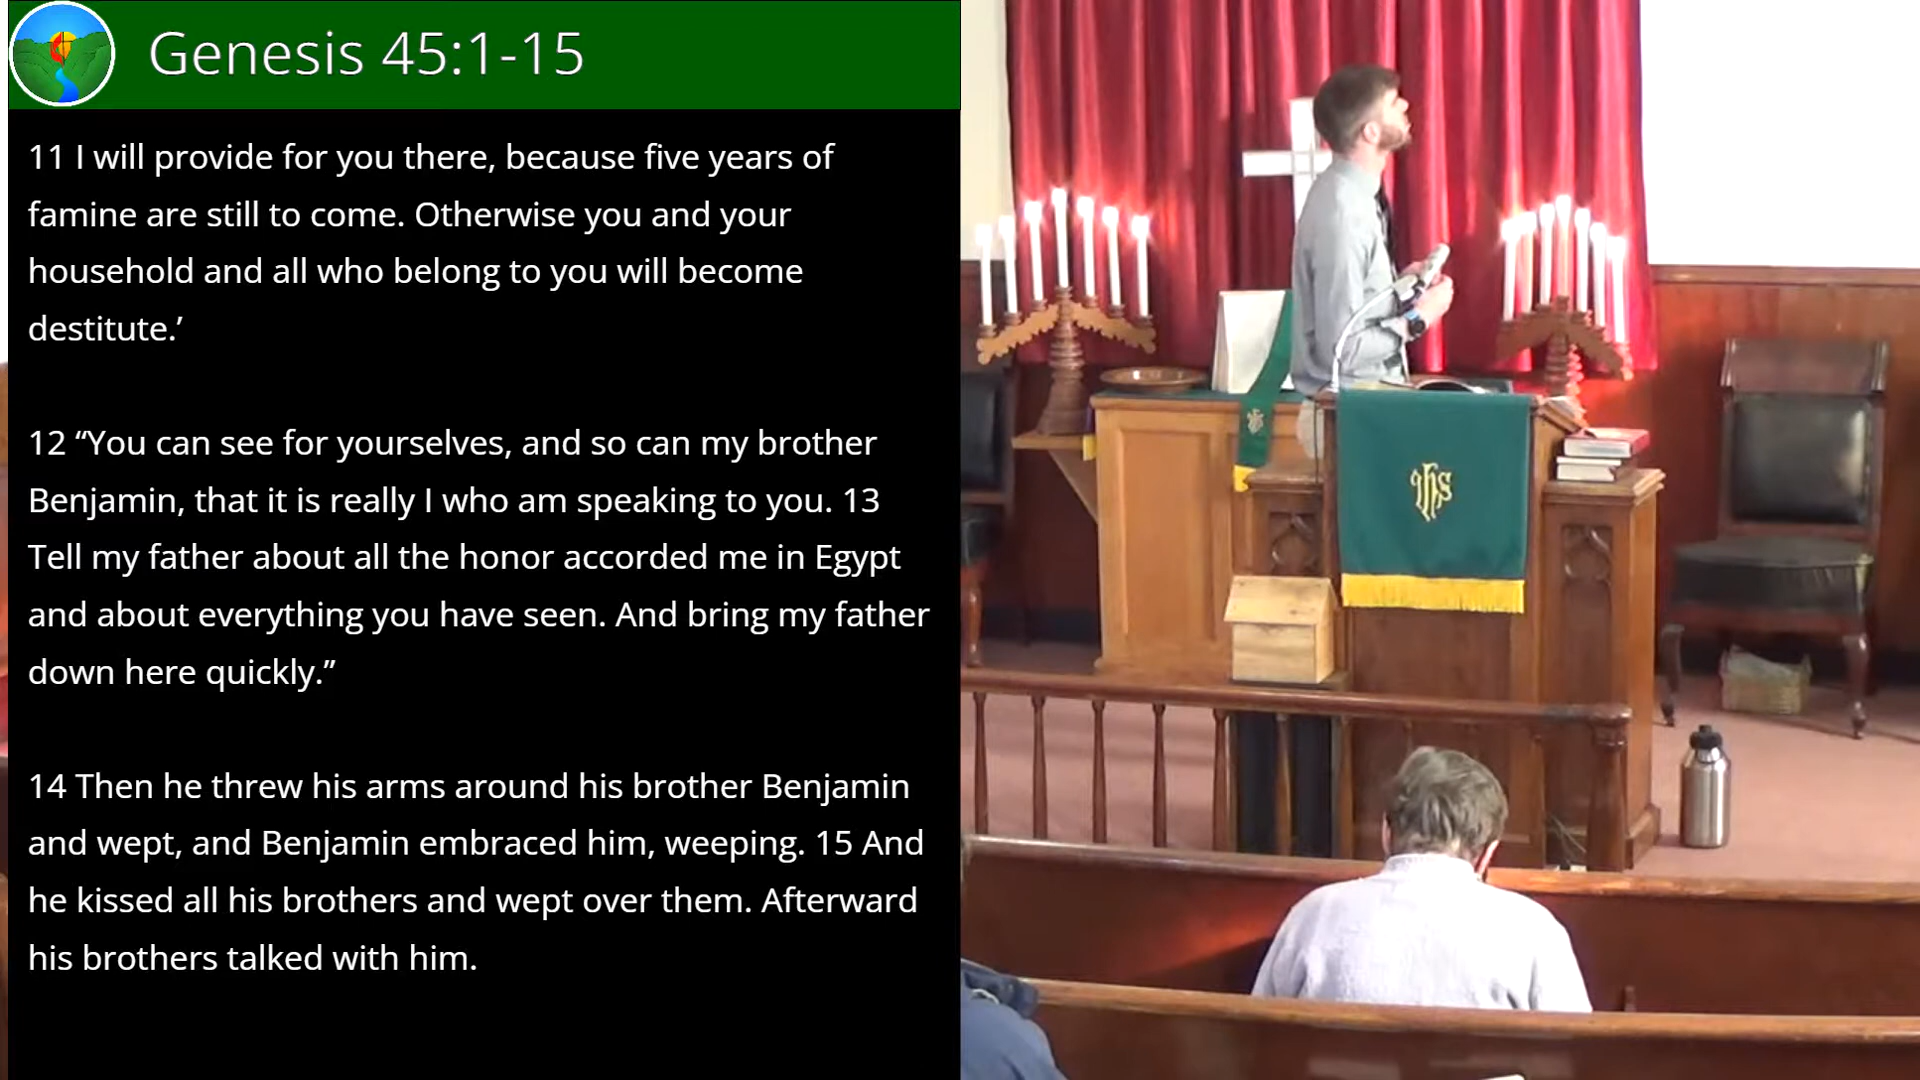 Genesis 45:1-15
11 I will provide for you there, because five years of
famine are still to come. Otherwise you and your
household and all who belong to you will become
destitute.’
12 “You can see for yourselves, and so can my brother
Benjamin, that it is really I who am speaking to you. 13
Tell my father about all the honor accorded me in Egypt
and about everything you have seen. And bring my father
down here quickly.”
14 Then he threw his arms around his brother Benjamin
and wept, and Benjamin embraced him, weeping. 15 And
he kissed all his brothers and wept over them. Afterward
his brothers talked with him.
IHS